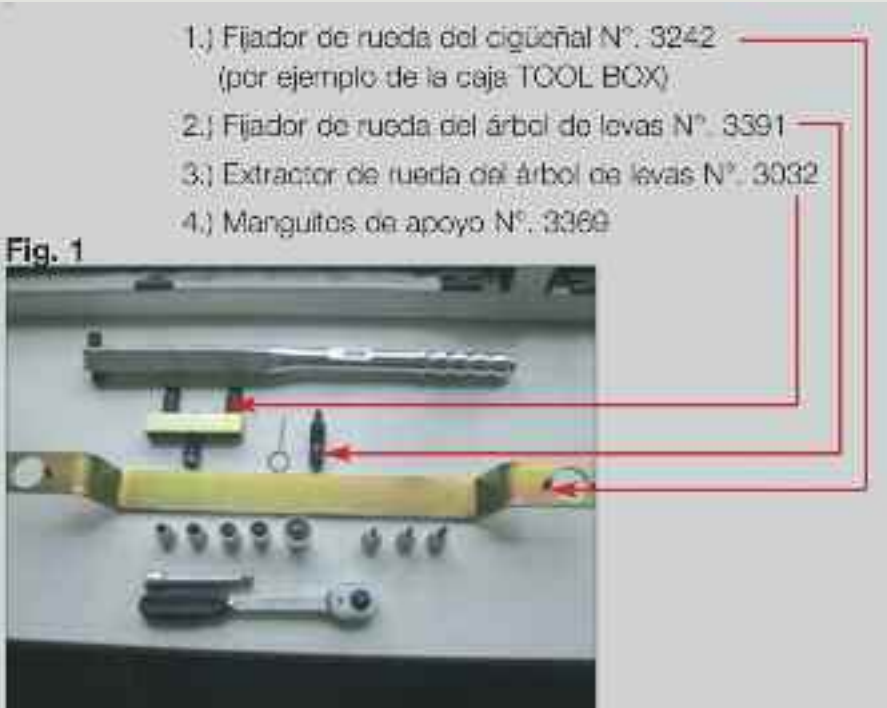 1.) Fijador de rueda del cigüeñal N°. 3242
(por ejemplo de la caja TOOL BOX)
2.) Fijador de rueda del árbol de levas N°. 3391
3.) Extractor de rueda del árbol de levas N°. 3032
4.) Manguitos de apoyo N°. 3369
Fig. 1